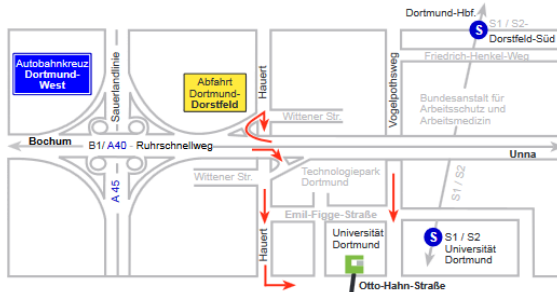 Dortmund-Hbf.
S
S1 / S2-
Dorstfeld-Süd
Autobahnkreuz
Dortmund-
West
Sauerlandlinie
Abfahrt
Dortmund-
Dorstfeld
Hauert
Vogelpothsweg
Friedrich-Henkel-Weg
Bundesanstalt für
Arbeitsschutz und
Arbeitsmedizin
Wittener Str.
Bochum
B1/ A40 - Ruhrschnellweg
Unna
A 45
Wittener Str.
Technologiepark
Dortmund
S1 / S2
Emil-Figge-Straße
Hauert
Universität
Dortmund
S
S1 / S2
Universität
Dortmund
Otto-Hahn-Straße